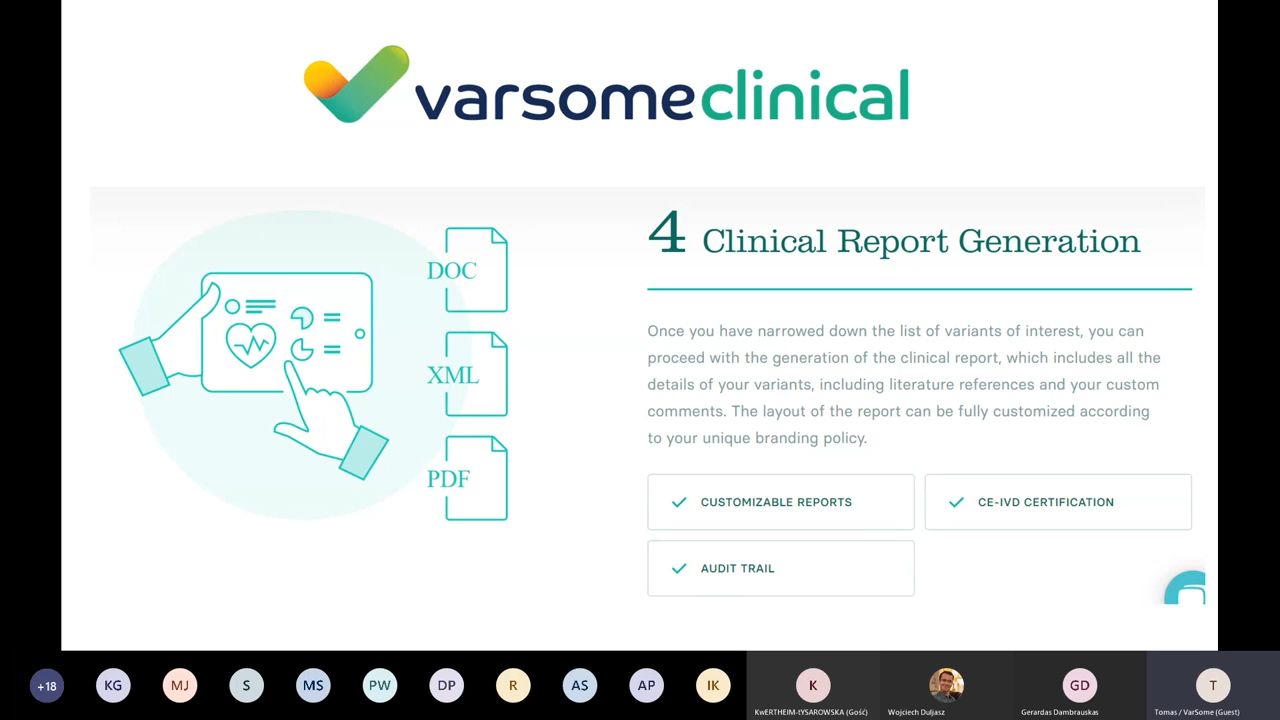 varsomeclinical
DOC
XML
PDF
4 Clinical Report Generation
Once you have narrowed down the list of variants of interest, you can
proceed with the generation of the clinical report, which includes all the
details of your variants, including literature references and your custom
comments. The layout of the report can be fully customized according
to your unique branding policy.
CUSTOMIZABLE REPORTS
CE-IVD CERTIFICATION
AUDIT TRAIL
+18
KG
MJ
S
MS
PW
DP
R
AS
AP
IK
K
GD
T
KwERTHEIM-tYSAROWSKA (Gość)
Wojciech Duljasz
Gerardas Dambrauskas
Tomas / VarSome (Guest)